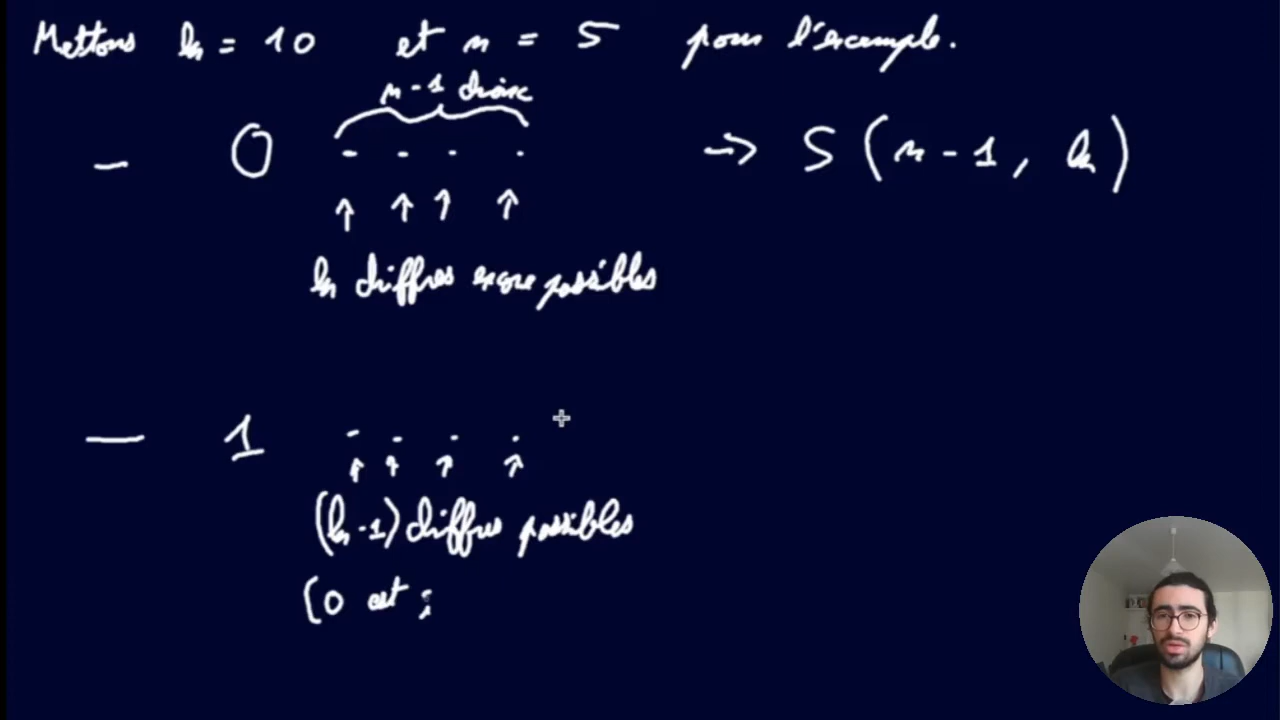 Mettons k = 10 et n = 5 pour l'exemple.
n - 1 choix
- 0 - - - - -> S (n - 1, k)
k chiffres encore possibles
- 1 - - - -
(k - 1) chiffres possibles
(0 est i